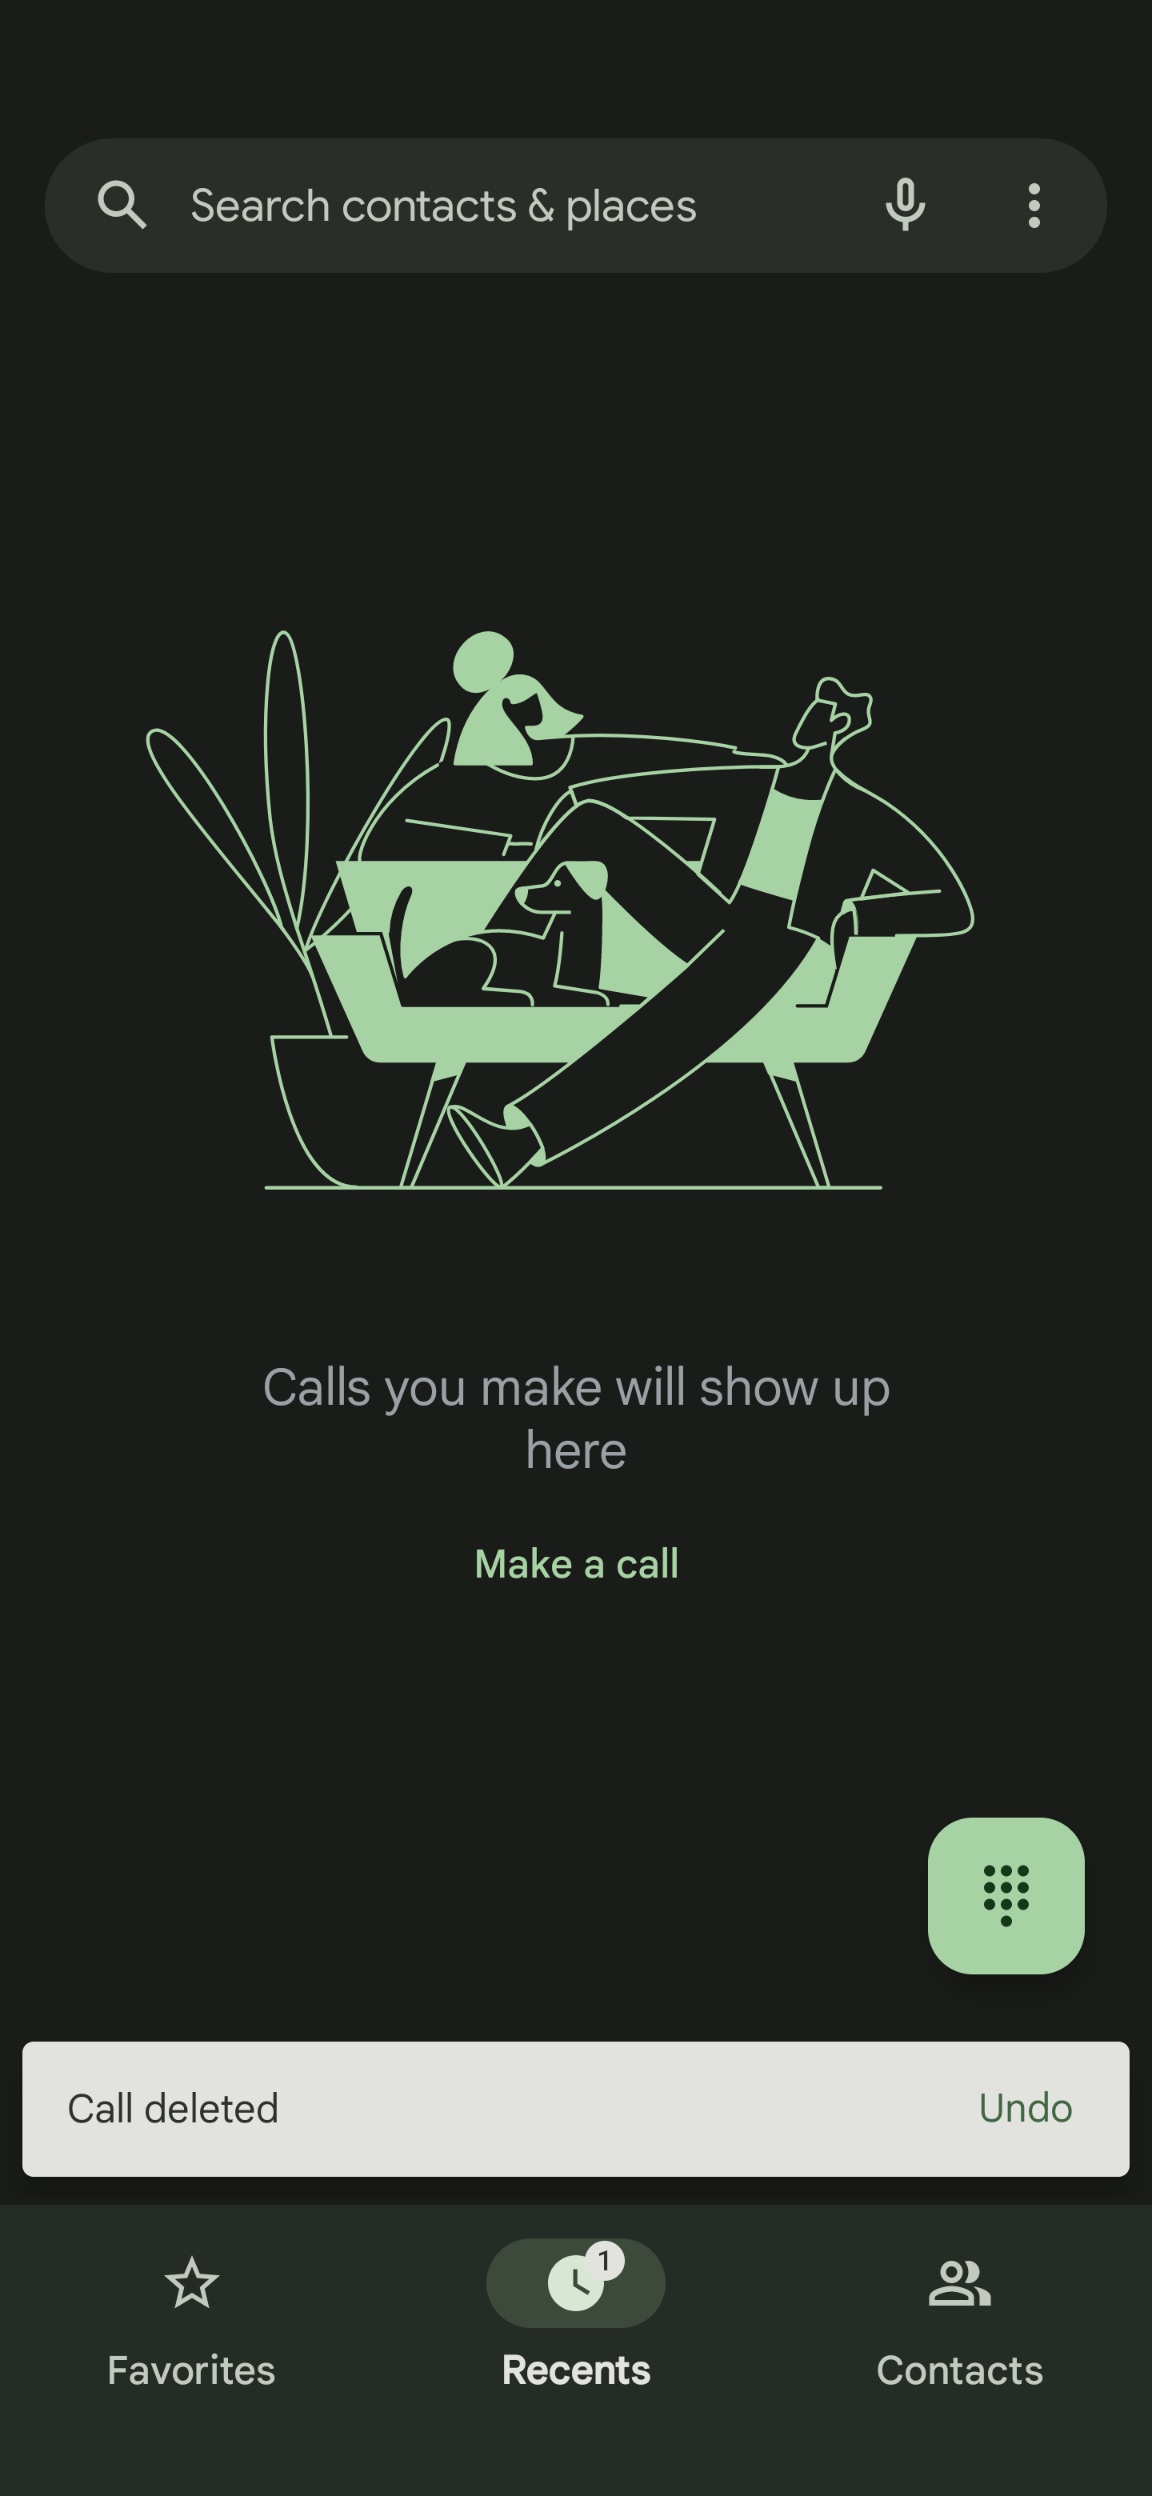 Search contacts & places
Calls you make will show up
here
Make a call
Call deleted
Undo
1
Favorites
Recents
Contacts